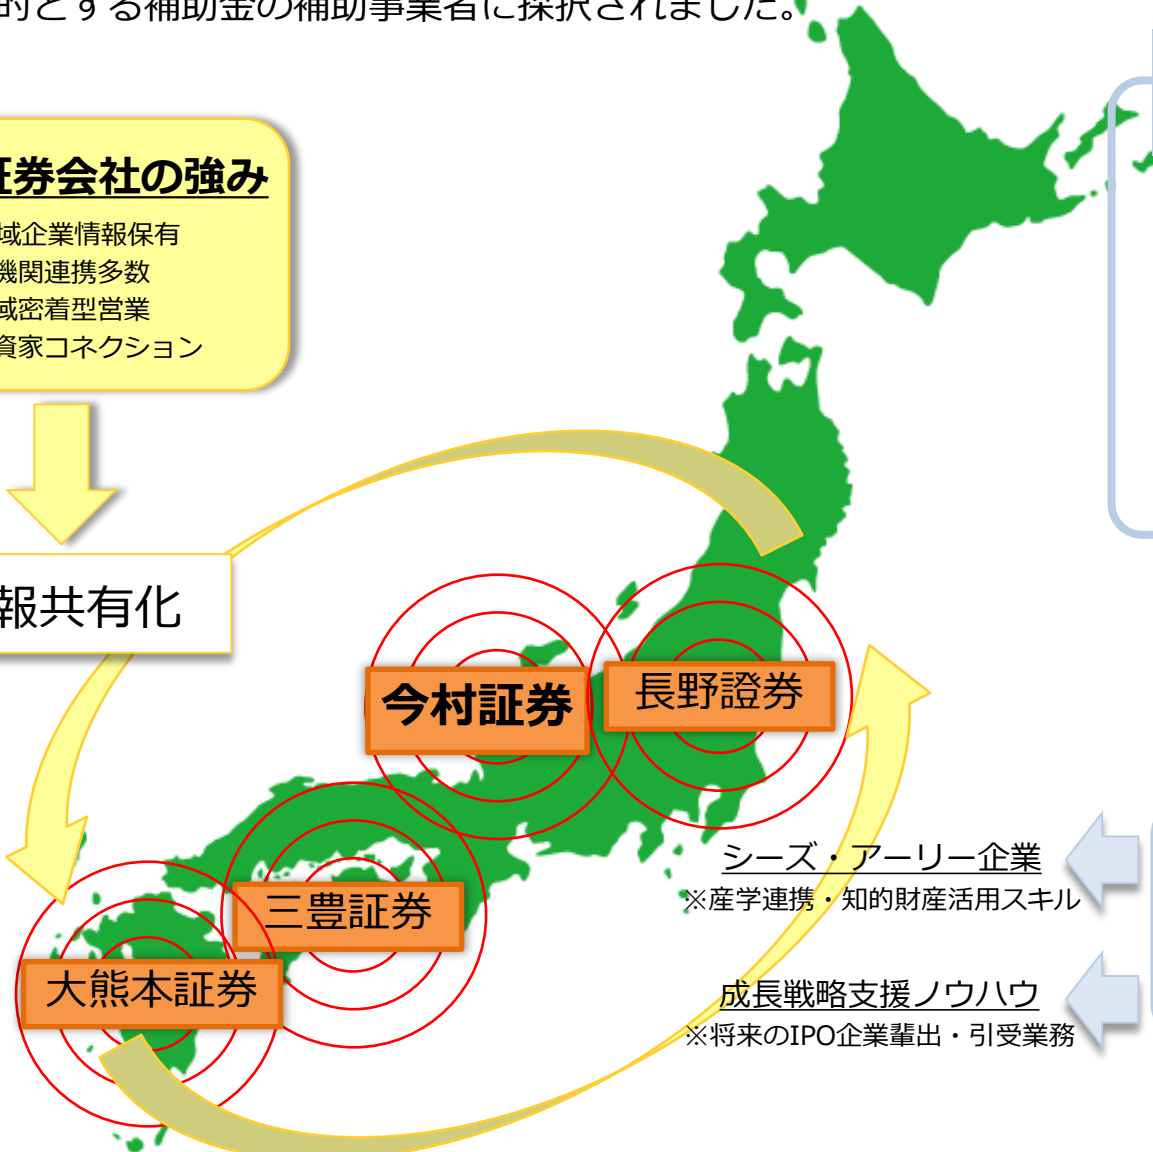 的とする補助金の補助事業者に採択されました。
証券会社の強み
域企業情報保有
機関連携多数
域密着型営業
資家コネクション
報共有化
今村証券
長野證券
三豊証券
大熊本証券
シーズ・アーリー企業
※産学連携・知的財産活用スキル
成長戦略支援ノウハウ
※将来のIPO企業輩出・引受業務